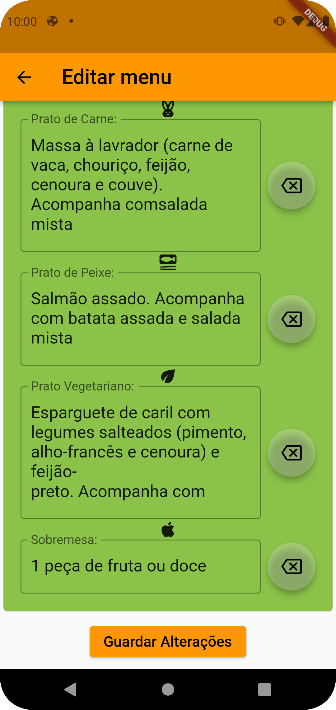 10:00
DEBUG
Editar menu
Prato de Carne:
Massa à lavrador (carne de
vaca, chouriço, feijão,
cenoura e couve).
Acompanha comsalada
mista
Prato de Peixe:
Salmão assado. Acompanha
com batata assada e salada
mista
Prato Vegetariano:
Esparguete de caril com
legumes salteados (pimento,
alho-francês e cenoura) e
feijão-
preto. Acompanha com
Sobremesa:
1 peça de fruta ou doce
Guardar Alterações